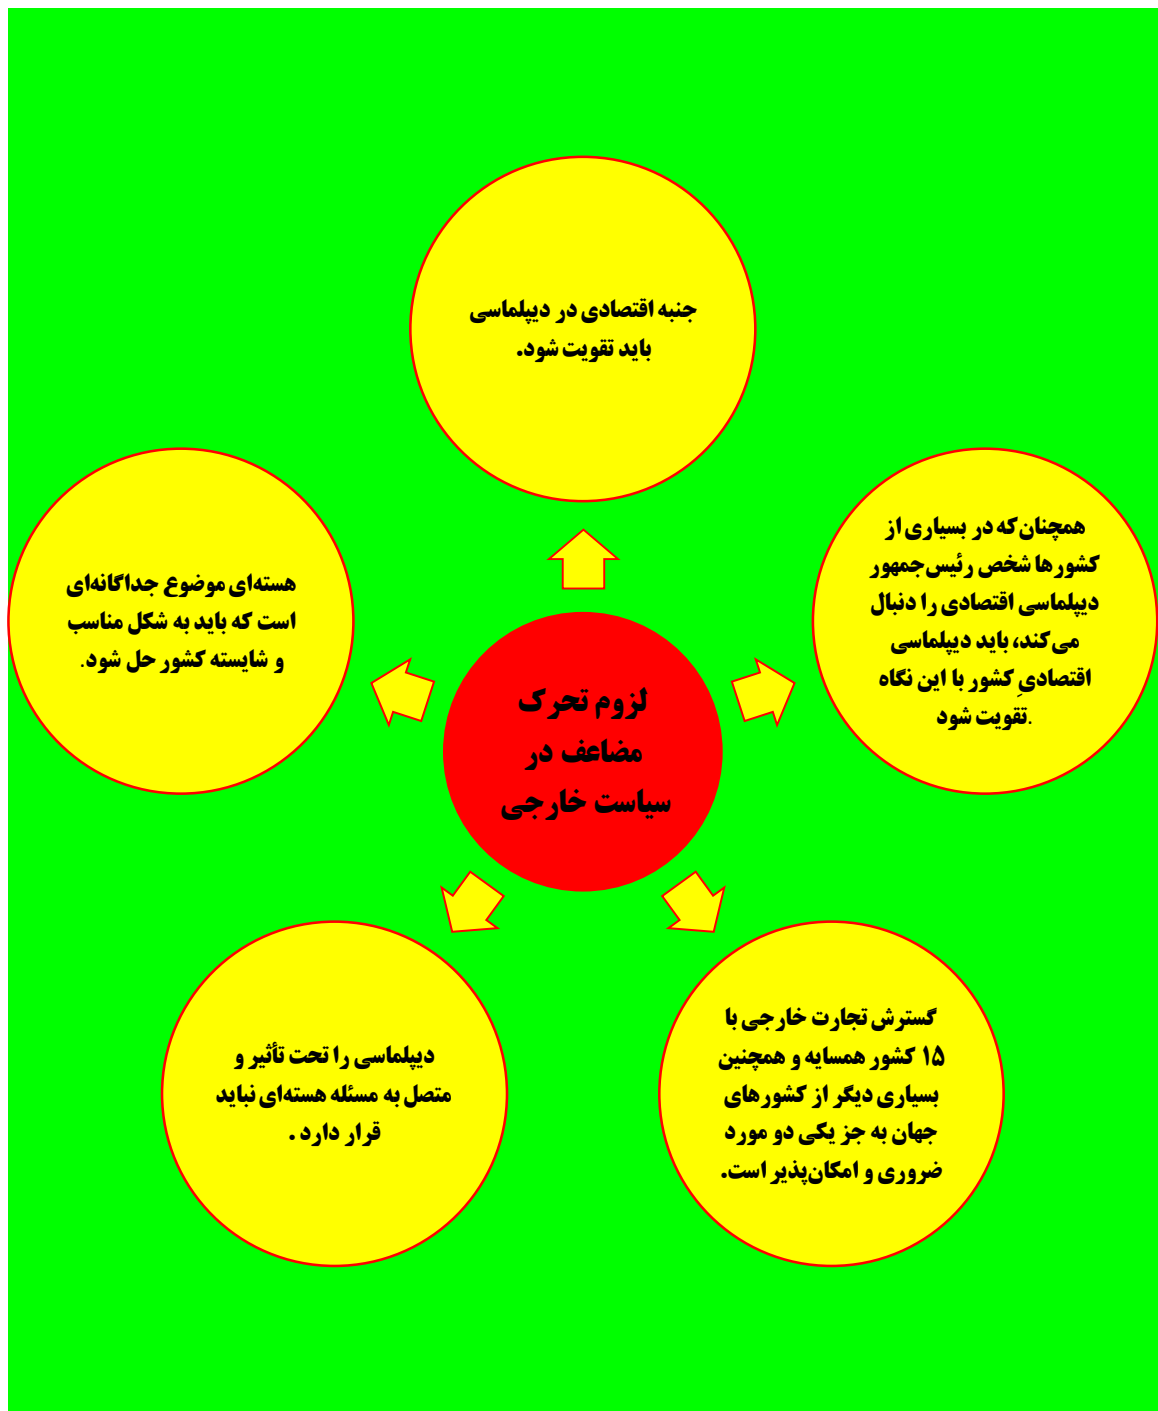 جنبه اقتصادی در دیپلماسی
باید تقویت شود.
همچنان‌که در بسیاری از
کشورها شخص رئیس‌جمهور
دیپلماسی اقتصادی را دنبال
می‌کند، باید دیپلماسی
اقتصادیِ کشور با این نگاه
تقویت شود.
هسته‌ای موضوع جداگانه‌ای
است که باید به شکل مناسب
و شایسته کشور حل شود.
لزوم تحرک
مضاعف در
سیاست خارجی
گسترش تجارت خارجی با
۱۵ کشور همسایه و همچنین
بسیاری دیگر از کشورهای
جهان به جز یکی دو مورد
ضروری و امکان‌پذیر است.
دیپلماسی را تحت تأثیر و
متصل به مسئله هسته‌ای نباید
قرار دارد .